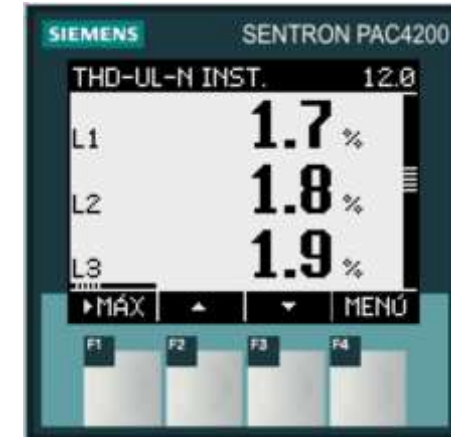 SIEMENS SENTRON PAC4200
THD-UL-N INST. 12.0
L1 1.7 %
L2 1.8 %
L3 1.9 %
▸MÁX ▲ ▼ MENÚ
F1 F2 F3 F4